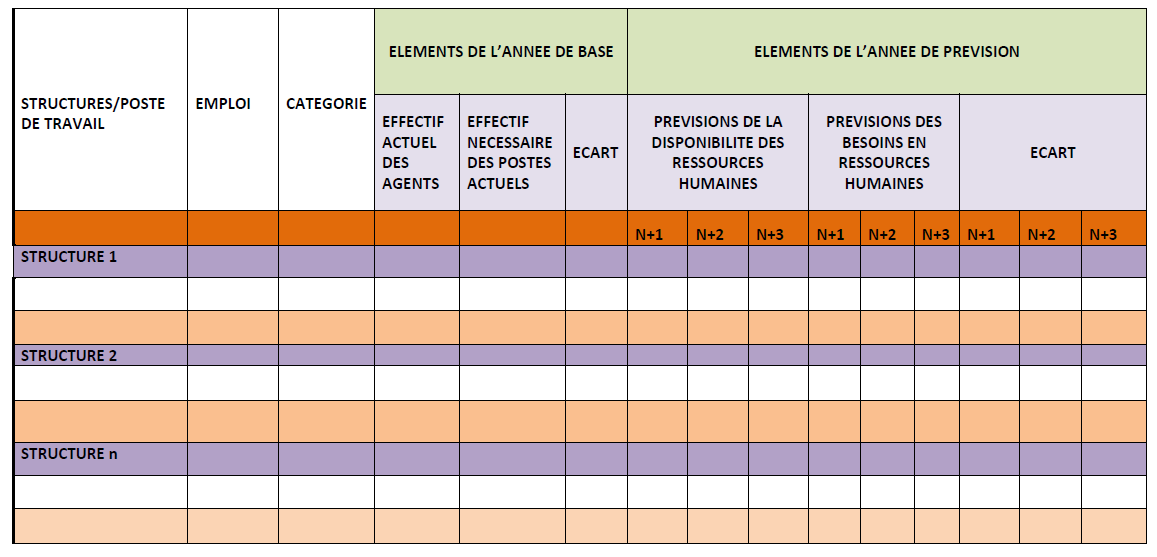 ELEMENTS DE L'ANNEE DE BASE
ELEMENTS DE L'ANNEE DE PREVISION
STRUCTURES/POSTE
DE TRAVAIL
EMPLOI
CATEGORIE
EFFECTIF
ACTUEL
DES
AGENTS
EFFECTIF
NECESSAIRE
DES POSTES
ACTUELS
ECART
PREVISIONS DE LA
DISPONIBILITE DES
RESSOURCES
HUMAINES
PREVISIONS DES
BESOINS EN
RESSOURCES
HUMAINES
ECART
N+1 N+2 N+3 N+1 N+2 N+3 N+1 N+2 N+3
STRUCTURE 1
STRUCTURE 2
STRUCTURE n